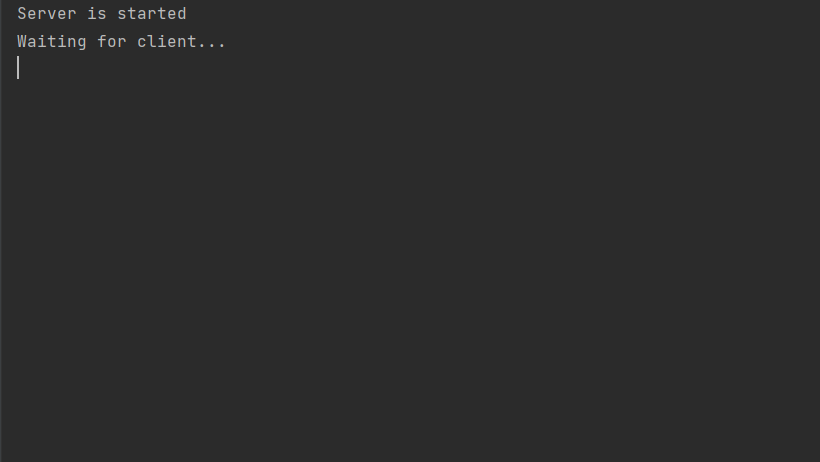 Server is started
Waiting for client...